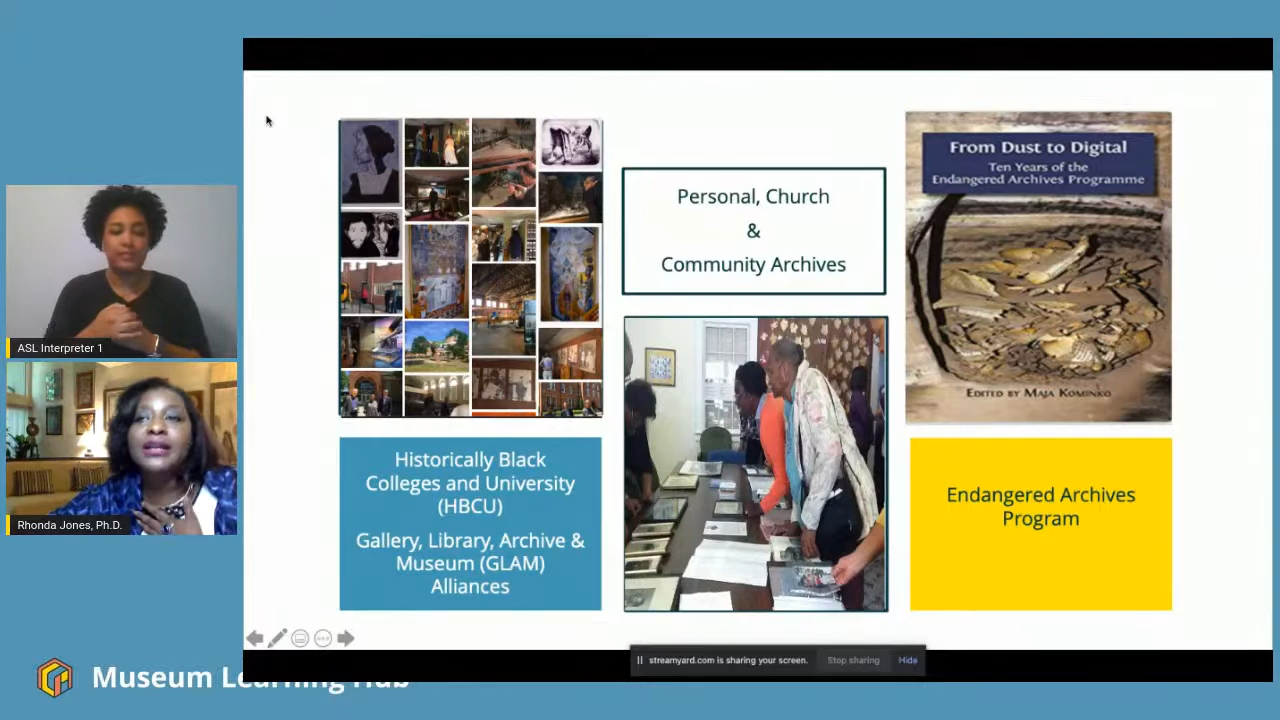 ASL Interpreter 1
Rhonda Jones, Ph.D.
Historically Black
Colleges and University
(HBCU)
Gallery, Library, Archive &
Museum (GLAM)
Alliances
Personal, Church
&
Community Archives
From Dust to Digital
Ten Years of the
Endangered Archives Programme
EDITED BY MAJA KOMINKO
Endangered Archives
Program
streamyard.com is sharing your screen.
Stop sharing
Hide
Museum Learning Hub